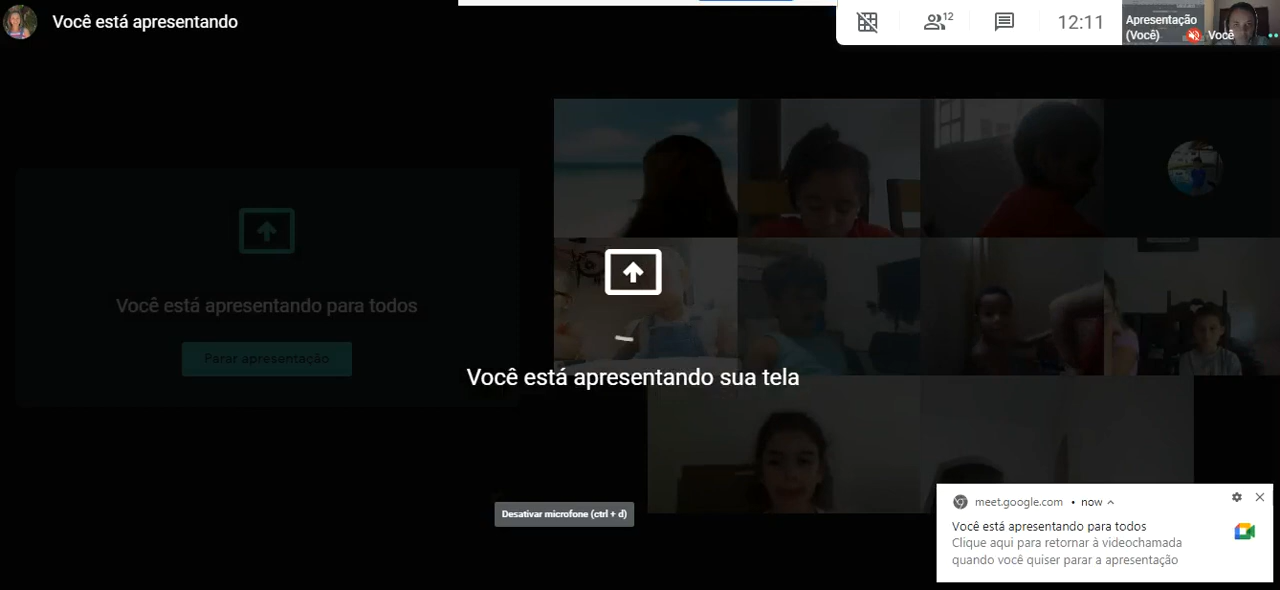 Você está apresentando
12
12:11
Apresentação
(Você)
Você
Você está apresentando para todos
Parar apresentação
Você está apresentando sua tela
Desativar microfone (ctrl + d)
meet.google.com • now
Você está apresentando para todos
Clique aqui para retornar à videochamada
quando você quiser parar a apresentação